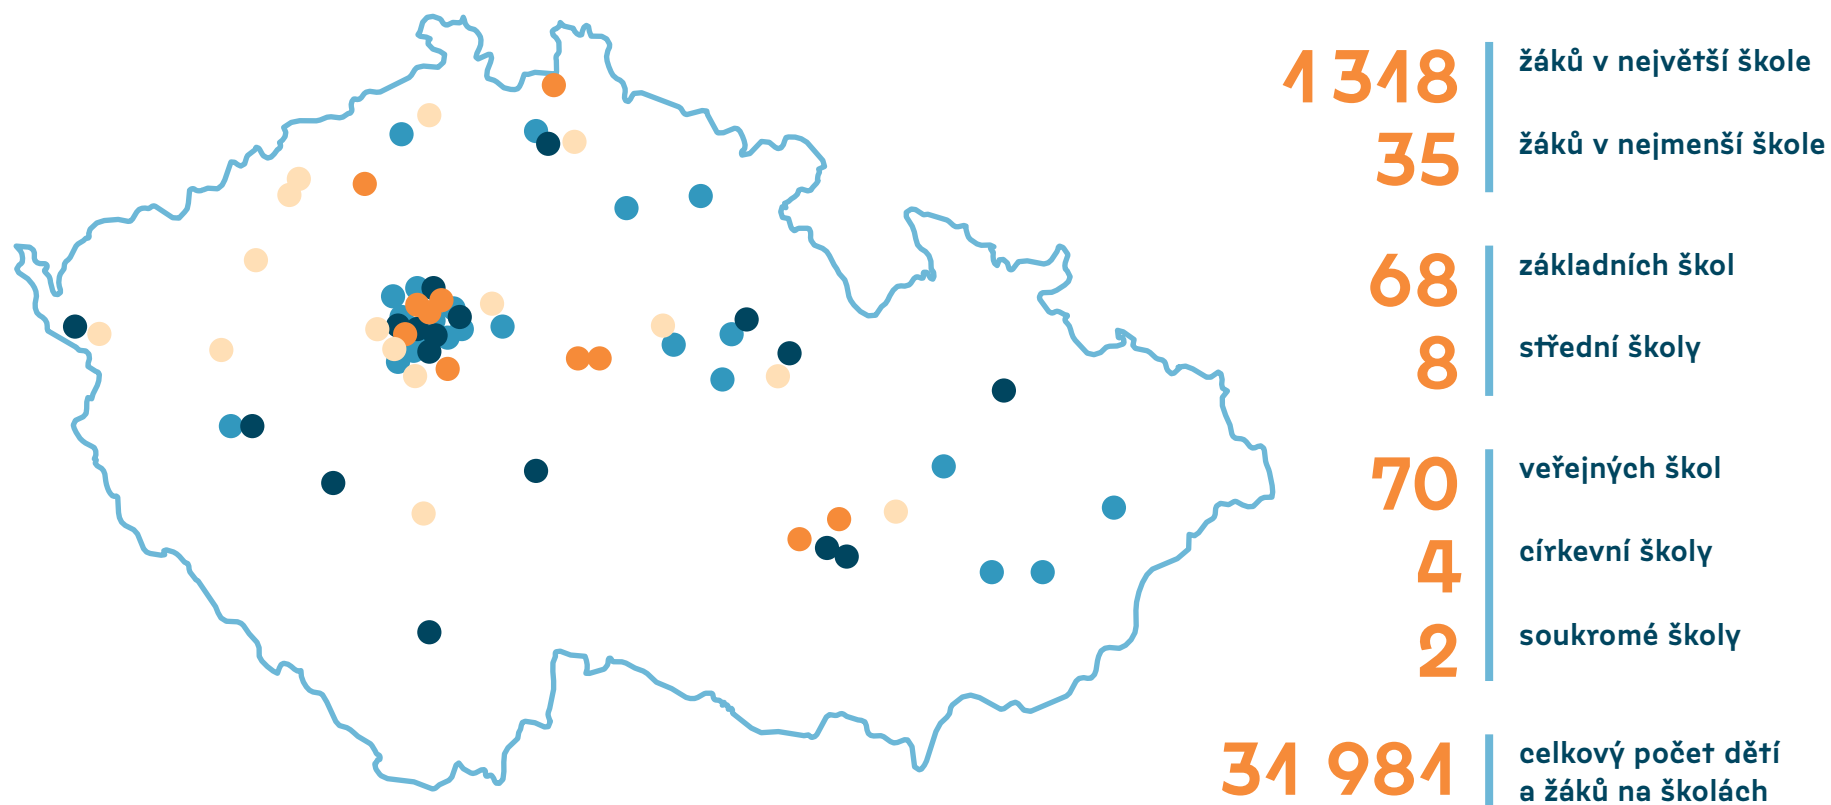 1 318 žáků v největší škole
35 žáků v nejmenší škole
68 základních škol
8 střední školy
70 veřejných škol
4 církevní školy
2 soukromé školy
31 981 celkový počet dětí
a žáků na školách